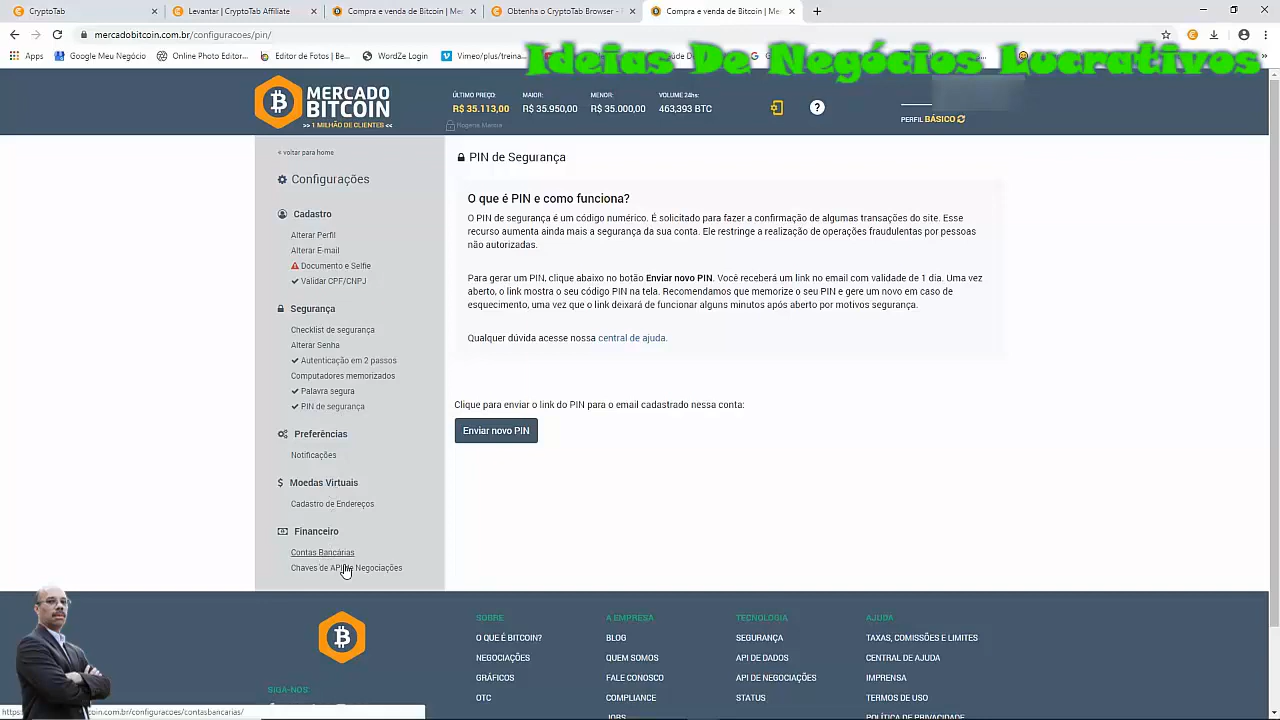 CryptoTab
Levantar | CryptoTab Affiliate
Compra e venda de Bitcoin | Me
Obtenha o CryptoTab Browser -
Compra e venda de Bitcoin | Me
mercadobitcoin.com.br/configuracoes/pin/
Apps
Google Meu Negócio
Online Photo Editor...
Editor de Fotos | Be...
WordZe Login
Vimeo/plus/treina...
Ideias De Negócios Locrativos
MERCADO
BITCOIN
>> 1 MILHÃO DE CLIENTES <<
ÚLTIMO PREÇO:
R$ 35.113,00
MAIOR:
R$ 35.950,00
MENOR:
R$ 35.000,00
VOLUME 24hs:
463,393 BTC
?
PERFIL BÁSICO
« voltar para home
Configurações
Cadastro
Alterar Perfil
Alterar E-mail
Documento e Selfie
Validar CPF/CNPJ
Segurança
Checklist de segurança
Alterar Senha
Autenticação em 2 passos
Computadores memorizados
Palavra segura
PIN de segurança
Preferências
Notificações
$ Moedas Virtuais
Cadastro de Endereços
Financeiro
Contas Bancárias
Chaves de API Negociações
PIN de Segurança
O que é PIN e como funciona?
O PIN de segurança é um código numérico. É solicitado para fazer a confirmação de algumas transações do site. Esse
recurso aumenta ainda mais a segurança da sua conta. Ele restringe a realização de operações fraudulentas por pessoas
não autorizadas.
Para gerar um PIN, clique abaixo no botão Enviar novo PIN. Você receberá um link no email com validade de 1 dia. Uma vez
aberto, o link mostra o seu código PIN na tela. Recomendamos que memorize o seu PIN e gere um novo em caso de
esquecimento, uma vez que o link deixará de funcionar alguns minutos após aberto por motivos segurança.
Qualquer dúvida acesse nossa central de ajuda.
Clique para enviar o link do PIN para o email cadastrado nessa conta:
Enviar novo PIN
SIGA-NOS:
SOBRE
O QUE É BITCOIN?
NEGOCIAÇÕES
GRÁFICOS
OTC
A EMPRESA
BLOG
QUEM SOMOS
FALE CONOSCO
COMPLIANCE
JOBS
TECNOLOGIA
SEGURANÇA
API DE DADOS
API DE NEGOCIAÇÕES
STATUS
AJUDA
TAXAS, COMISSÕES E LIMITES
CENTRAL DE AJUDA
IMPRENSA
TERMOS DE USO
POLÍTICA DE PRIVACIDADE
https: coin.com.br/configuracoes/contasbancarias/